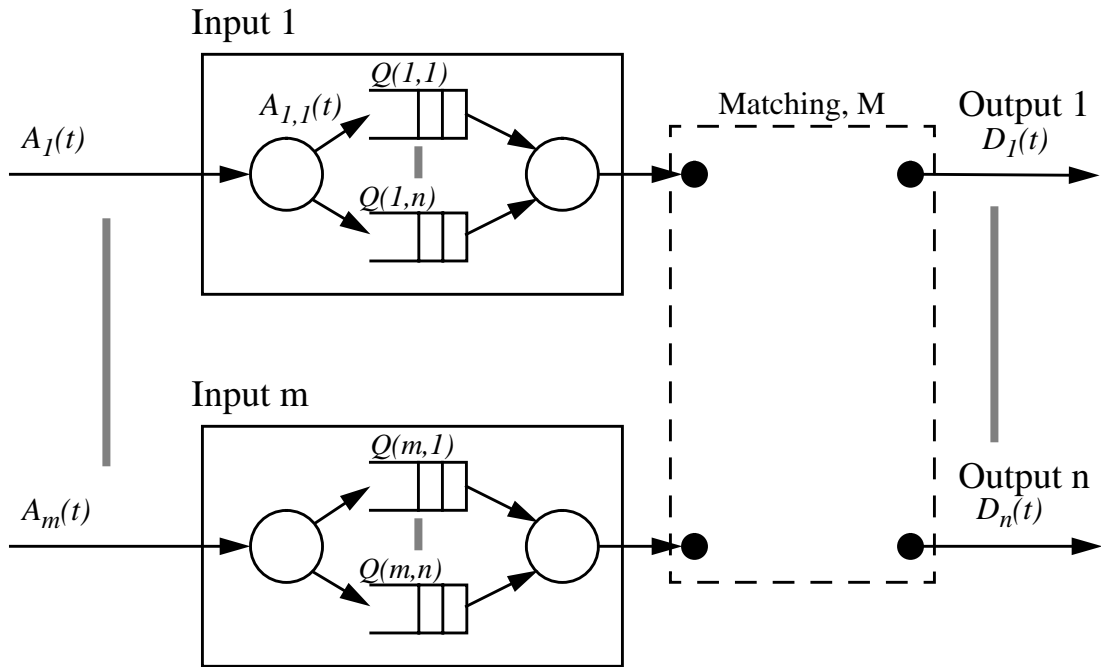 Input 1
A1(t)
A1,1(t)
Q(1,1)
Q(1,n)
Matching, M
Output 1
D1(t)
Input m
Am(t)
Q(m,1)
Q(m,n)
Output n
Dn(t)